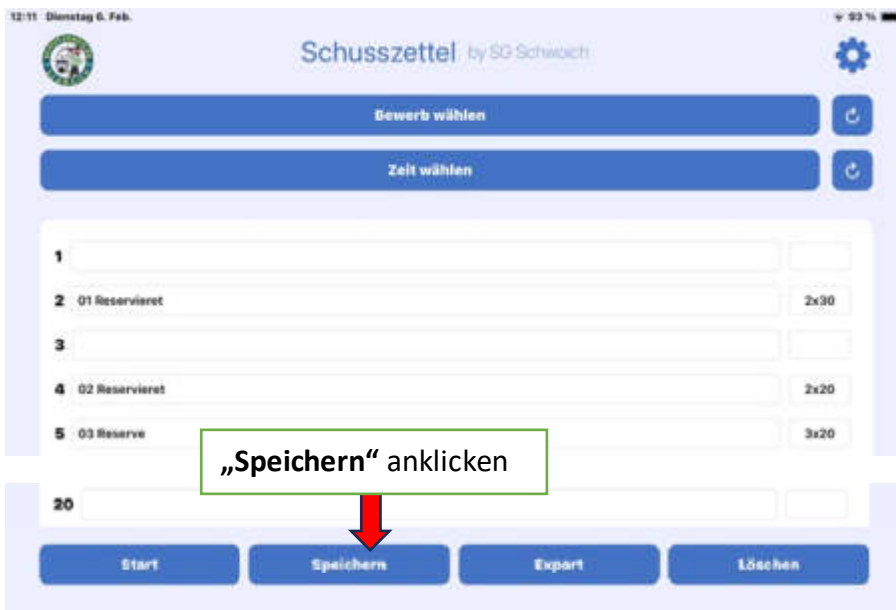 12:11 Dienstag 6. Feb.
93 %
Schusszettel by SG Schwoich
Bewerb wählen
Zeit wählen
1
2 01 Reservieret 2x30
3
4 02 Reservieret 2x20
5 03 Reserve 3x20
„Speichern“ anklicken
20
Start Speichern Export Löschen